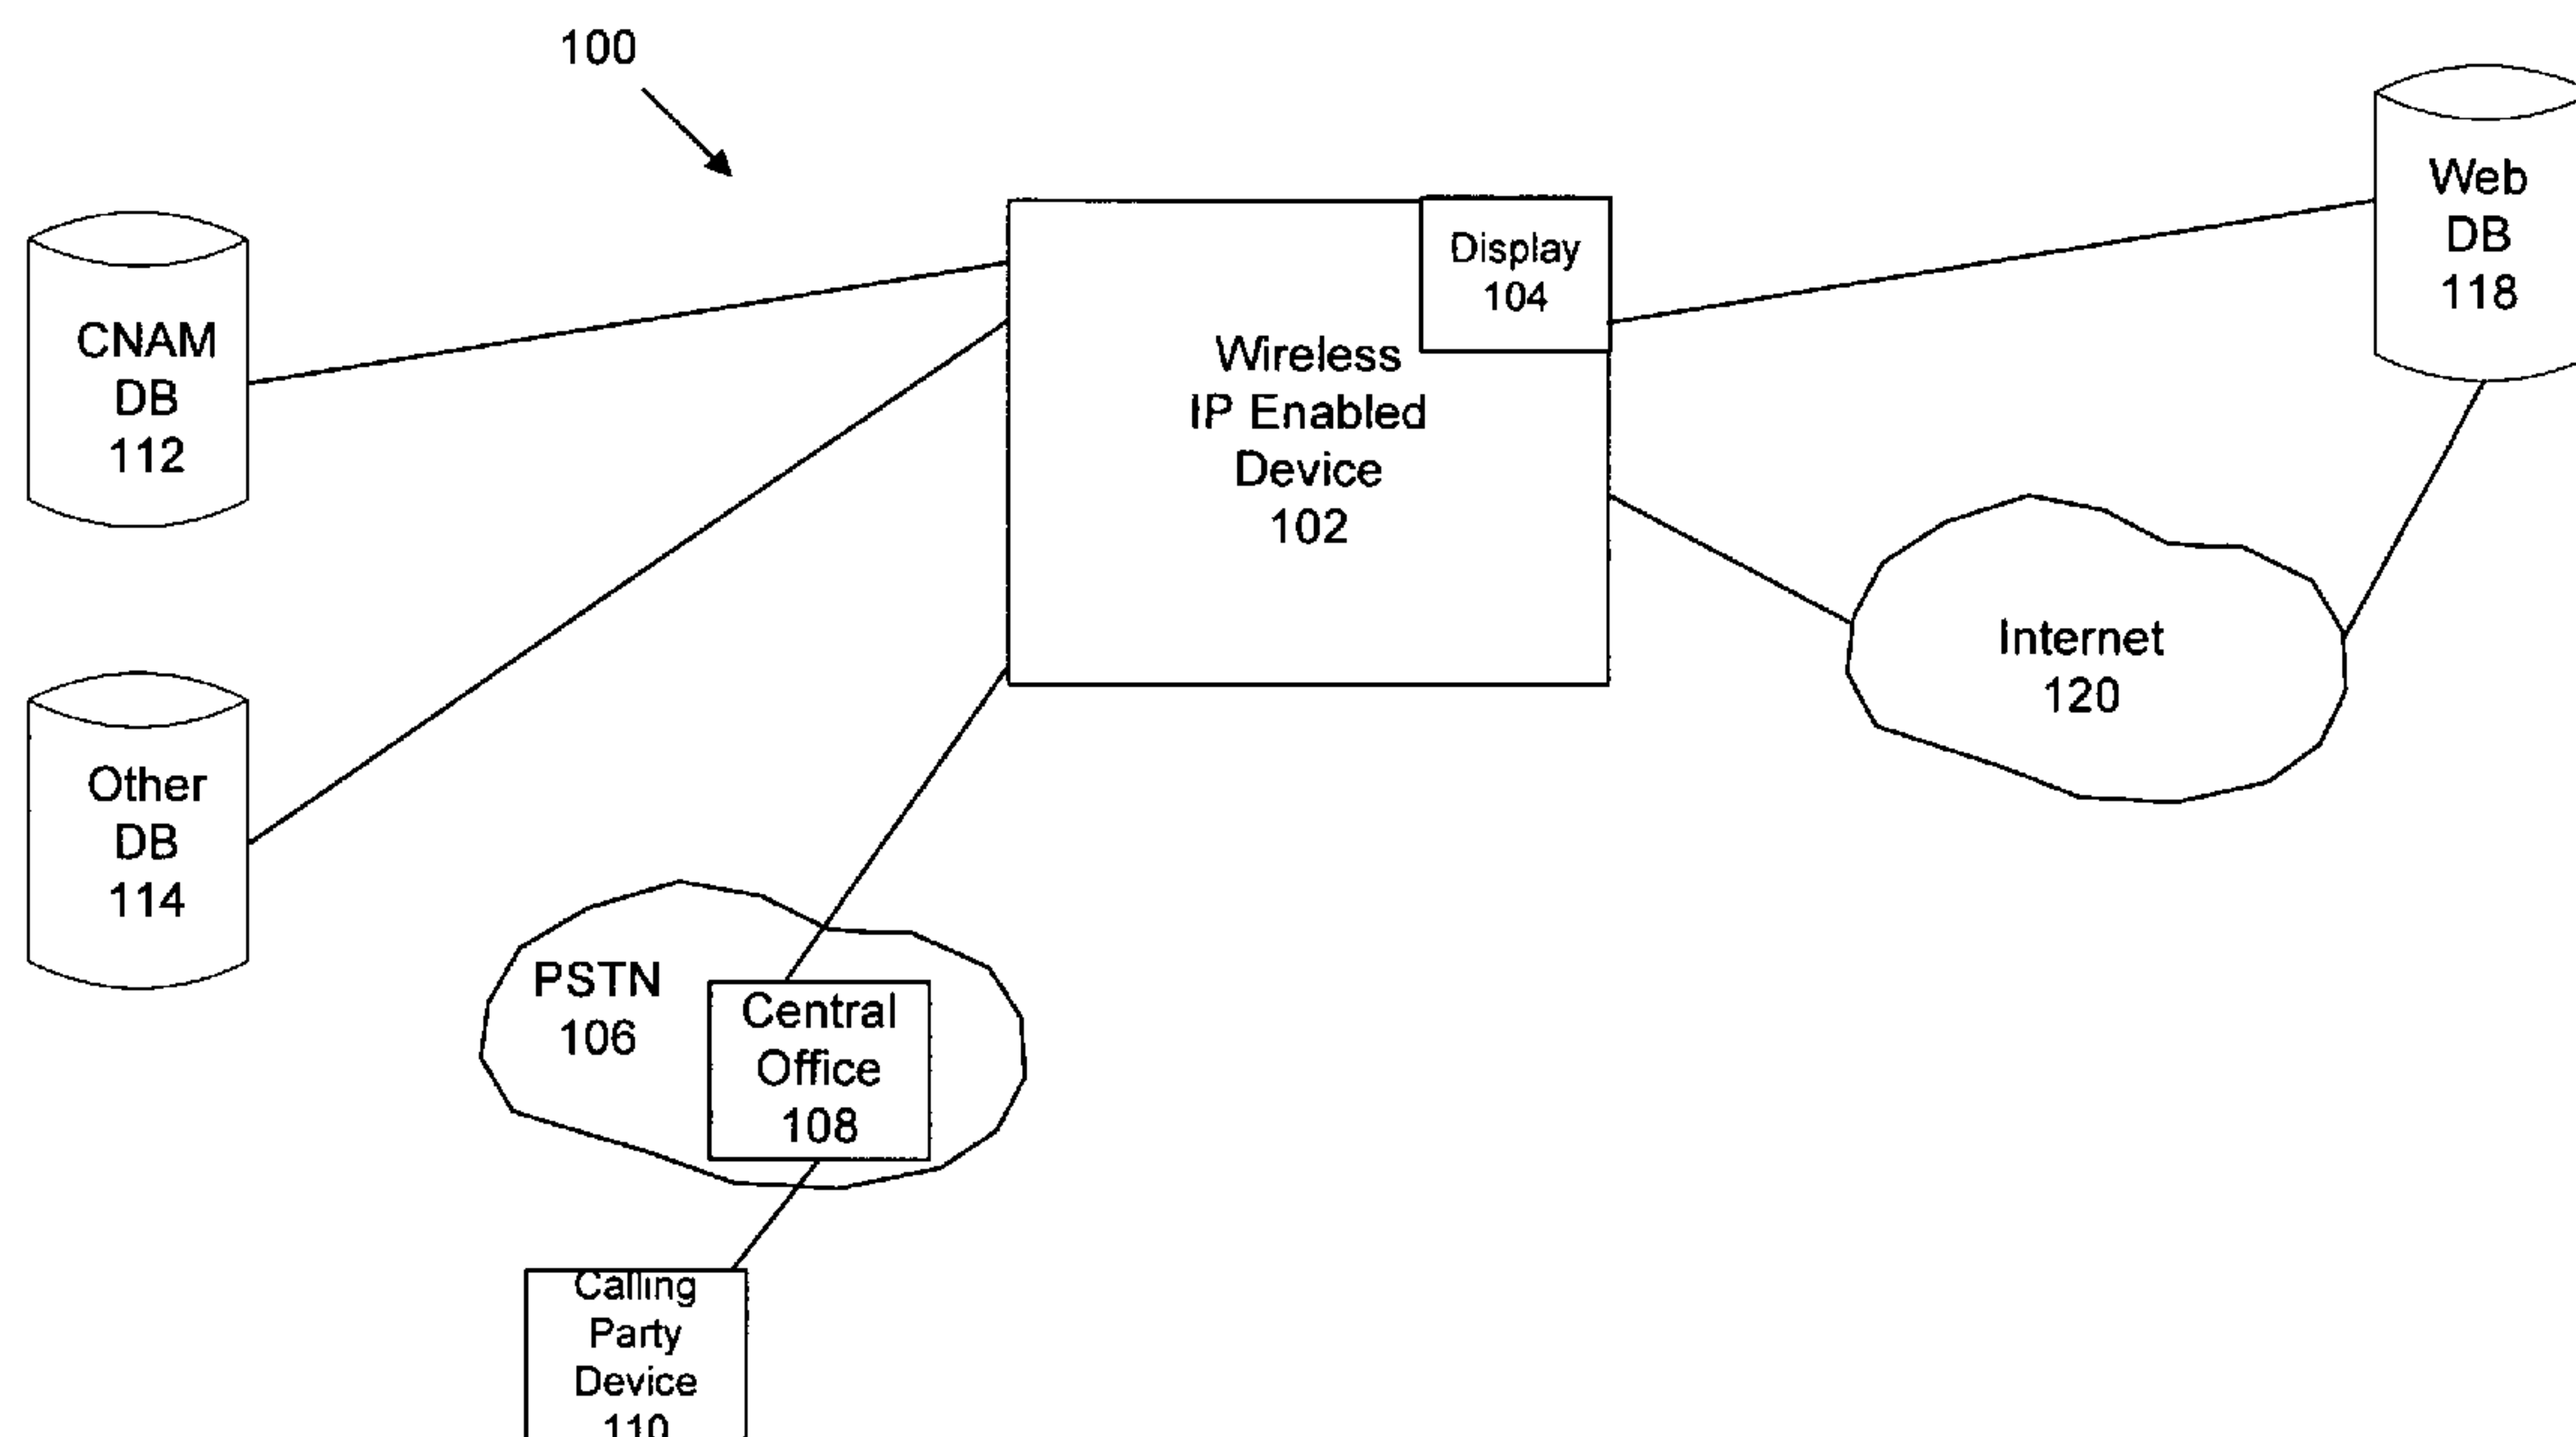 100
CNAM
DB
112
Other
DB
114
Display
104
Wireless
IP Enabled
Device
102
Web
DB
118
Internet
120
PSTN
106
Central
Office
108
Calling
Party
Device
110